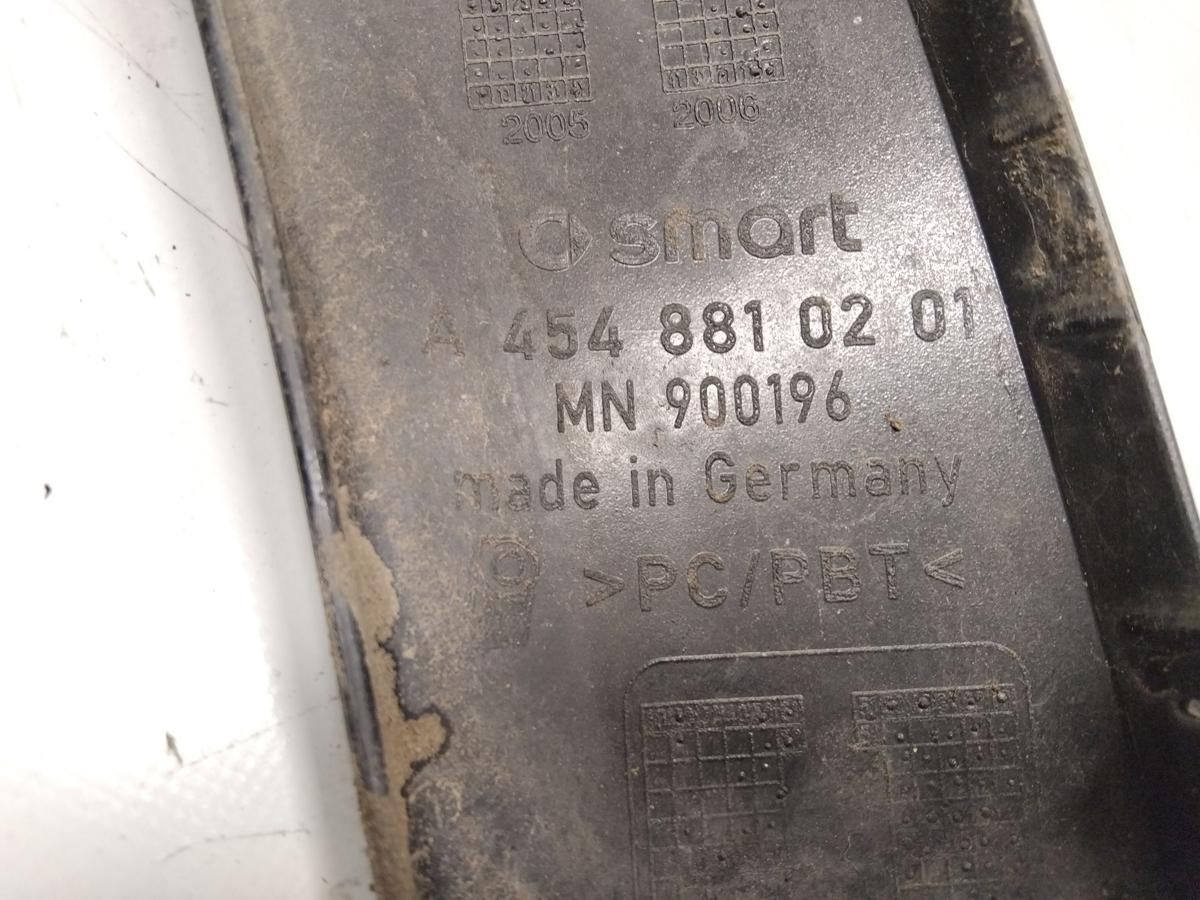 2005 2006
smart
A 454 881 02 01
MN 900196
made in Germany
>PC/PBT<